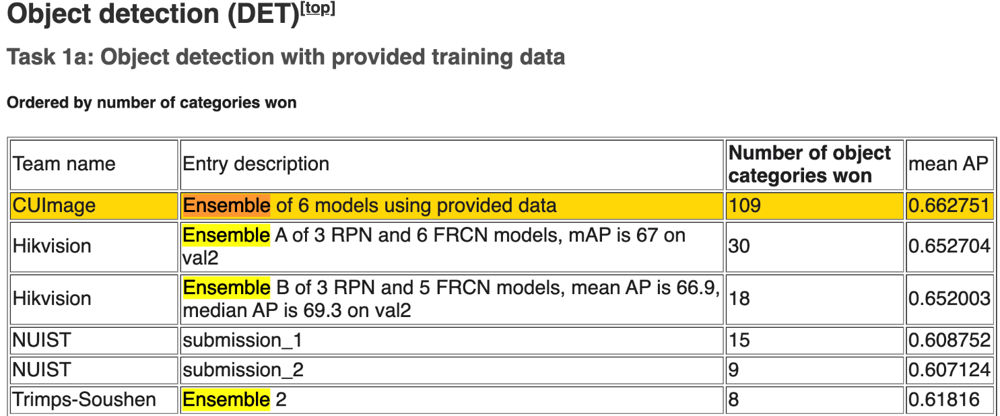 Object detection (DET)[top]
Task 1a: Object detection with provided training data
Ordered by number of categories won
Team name Entry description Number of object categories won mean AP
CUImage Ensemble of 6 models using provided data 109 0.662751
Hikvision Ensemble A of 3 RPN and 6 FRCN models, mAP is 67 on val2 30 0.652704
Hikvision Ensemble B of 3 RPN and 5 FRCN models, mean AP is 66.9, median AP is 69.3 on val2 18 0.652003
NUIST submission_1 15 0.608752
NUIST submission_2 9 0.607124
Trimps-Soushen Ensemble 2 8 0.61816